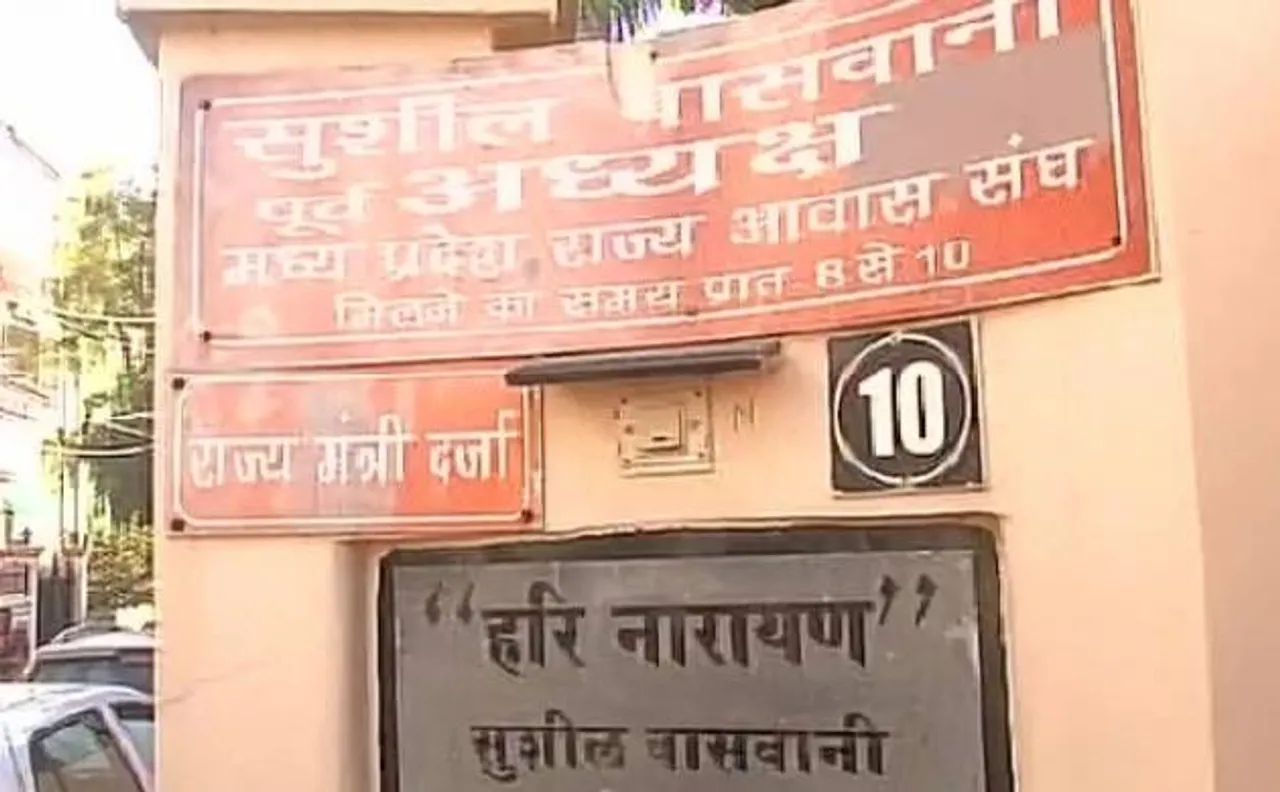 सुशील वासवानी
पूर्व अध्यक्ष
मध्य प्रदेश राज्य आवास संघ
मिलने का समय प्रात 8 से 10
राज्य मंत्री दर्जा
10
"हरि नारायण"
सुशील वासवानी